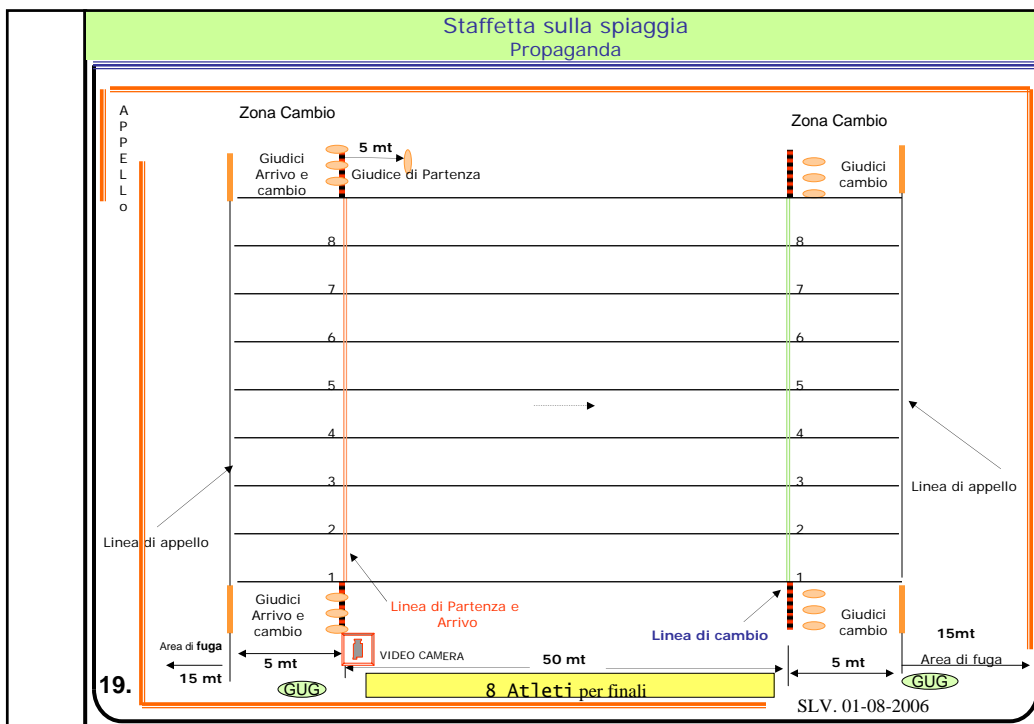 Staffetta sulla spiaggia
Propaganda
A
P
P
E
L
L
o
Zona Cambio
Zona Cambio
5 mt
Giudici
Arrivo e
cambio
Giudice di Partenza
Giudici
cambio
8
8
7
7
6
6
5
5
4
4
3
3
2
2
1
1
Linea di appello
Linea di appello
Giudici
Arrivo e
cambio
Linea di Partenza e
Arrivo
Linea di cambio
Giudici
cambio
Area di fuga
15 mt
5 mt
VIDEO CAMERA
50 mt
5 mt
15mt
Area di fuga
19.
GUG
8 Atleti per finali
GUG
SLV. 01-08-2006